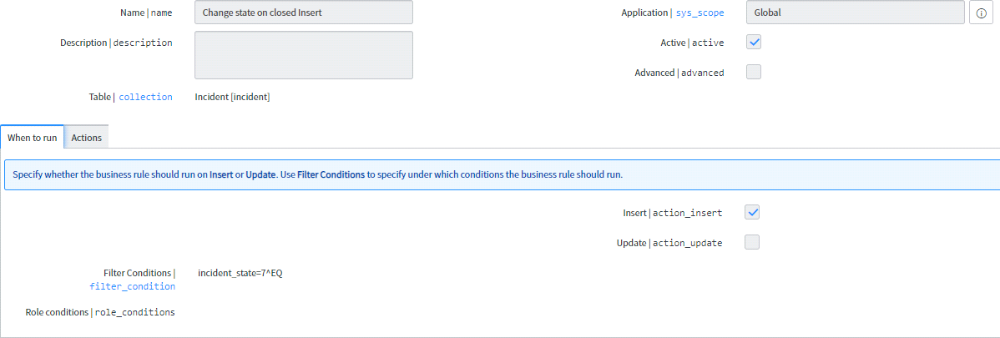 Name | name
Change state on closed Insert
Application | sys_scope
Global
Description | description
Active | active
Advanced | advanced
Table | collection
Incident [incident]
When to run
Actions
Specify whether the business rule should run on Insert or Update. Use Filter Conditions to specify under which conditions the business rule should run.
Insert | action_insert
Update | action_update
Filter Conditions |
filter_condition
incident_state=7^EQ
Role conditions | role_conditions